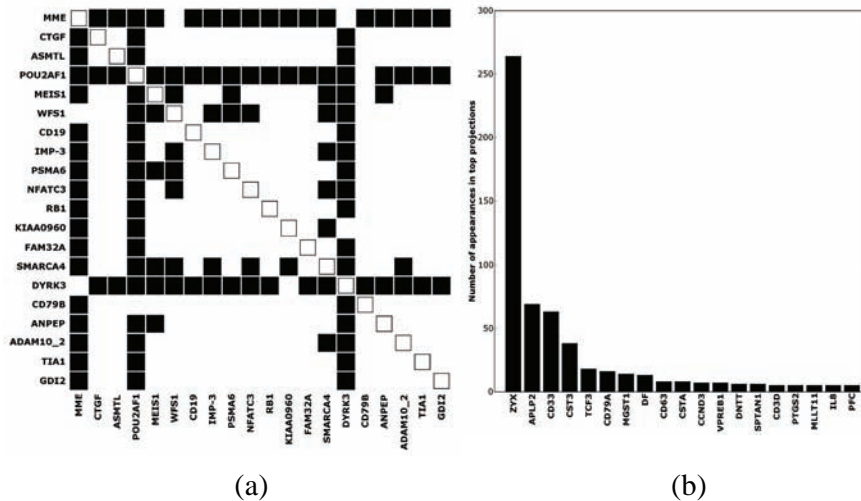 MME
CTGF
ASMTL
POU2AF1
MEIS1
WFS1
CD19
IMP-3
PSMA6
NFATC3
RB1
KIAA0960
FAM32A
SMARCA4
DYRK3
CD79B
ANPEP
ADAM10_2
TIA1
GDI2
MME
CTGF
ASMTL
POU2AF1
MEIS1
WFS1
CD19
IMP-3
PSMA6
NFATC3
RB1
KIAA0960
FAM32A
SMARCA4
DYRK3
CD79B
ANPEP
ADAM10_2
TIA1
GDI2
(a)
Number of appearances in top projections
300
250
200
150
100
50
0
ZYX
APLP2
CD33
CST3
TCF3
CD79A
MGST1
DF
CD63
CSTA
CCND3
VPREB1
DNTT
SPTAN1
CD3D
PTGS2
MLLT11
IL8
PFC
(b)